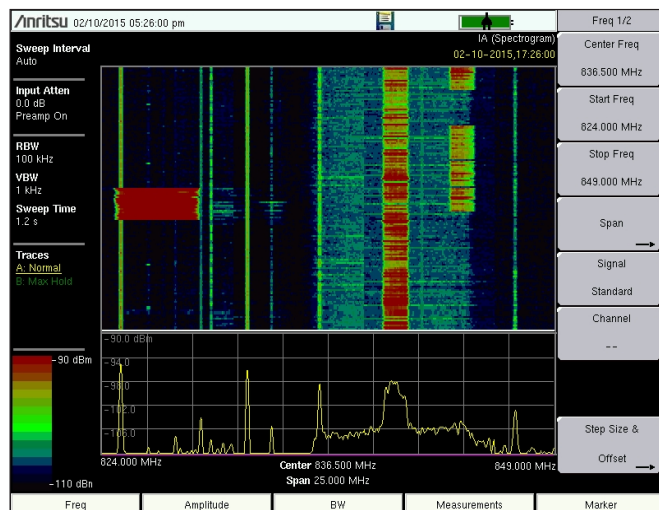 Anritsu 02/10/2015 05:26:00 pm
Freq 1/2
IA (Spectrogram)
02-10-2015,17:26:00
Sweep Interval
Auto
Input Atten
0.0 dB
Preamp On
RBW
100 kHz
VBW
1 kHz
Sweep Time
1.2 s
Traces
A: Normal
B: Max Hold
-90 dBm
-110 dBm
-90.0 dBm
-94.0
-98.0
-102.0
-106.0
824.000 MHz
Center 836.500 MHz
849.000 MHz
Span 25.000 MHz
Center Freq
836.500 MHz
Start Freq
824.000 MHz
Stop Freq
849.000 MHz
Span
Signal
Standard
Channel
--
Step Size &
Offset
Freq
Amplitude
BW
Measurements
Marker